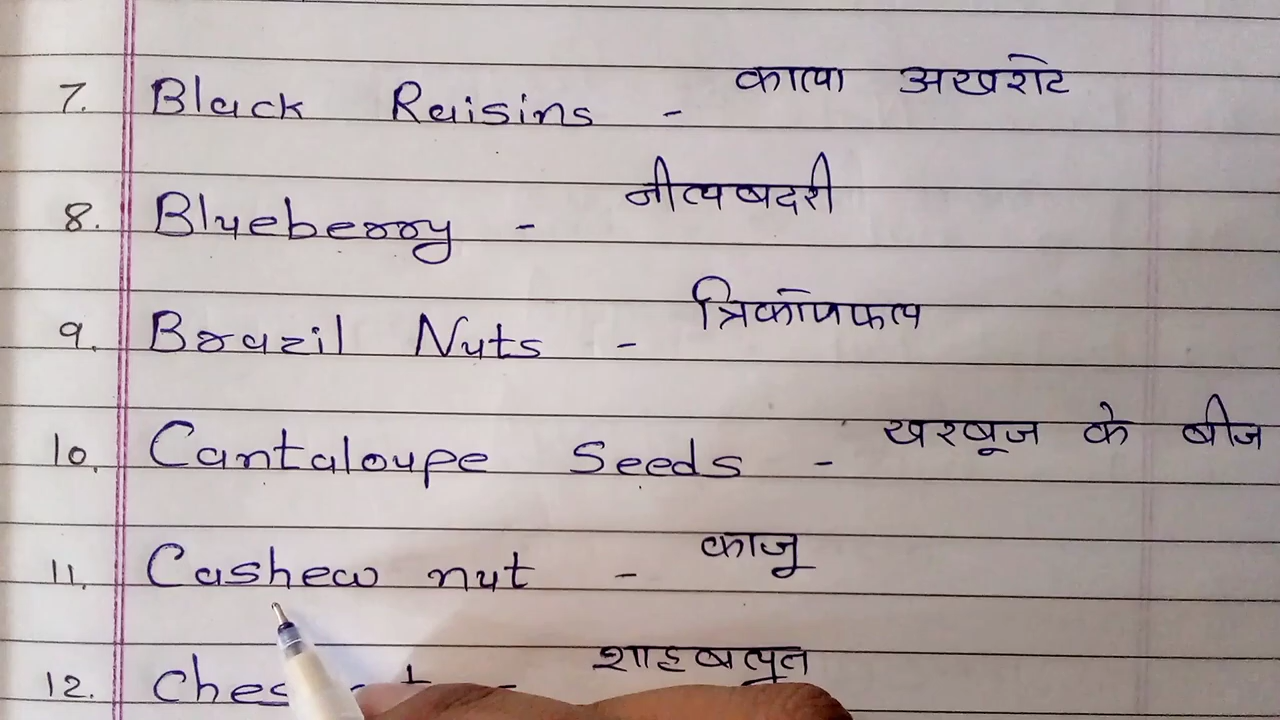 7. Black Raisins - काला अखरोट
8. Blueberry - नीलबदरी
9. Brazil Nuts - त्रिकोणफल
10. Cantaloupe Seeds - खरबूज के बीज
11. Cashew nut - काजू
12. - शाहबलूत